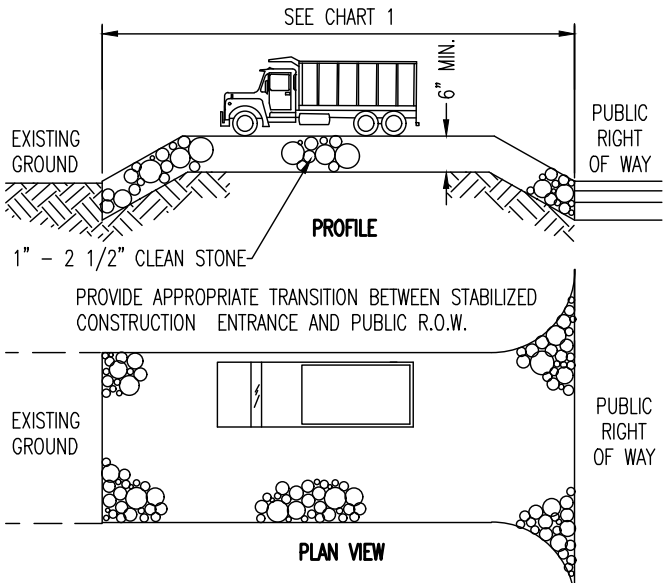 SEE CHART 1
6" MIN.
EXISTING
GROUND
PUBLIC
RIGHT
OF WAY
PROFILE
1" – 2 1/2" CLEAN STONE
PROVIDE APPROPRIATE TRANSITION BETWEEN STABILIZED
CONSTRUCTION ENTRANCE AND PUBLIC R.O.W.
EXISTING
GROUND
PUBLIC
RIGHT
OF WAY
PLAN VIEW